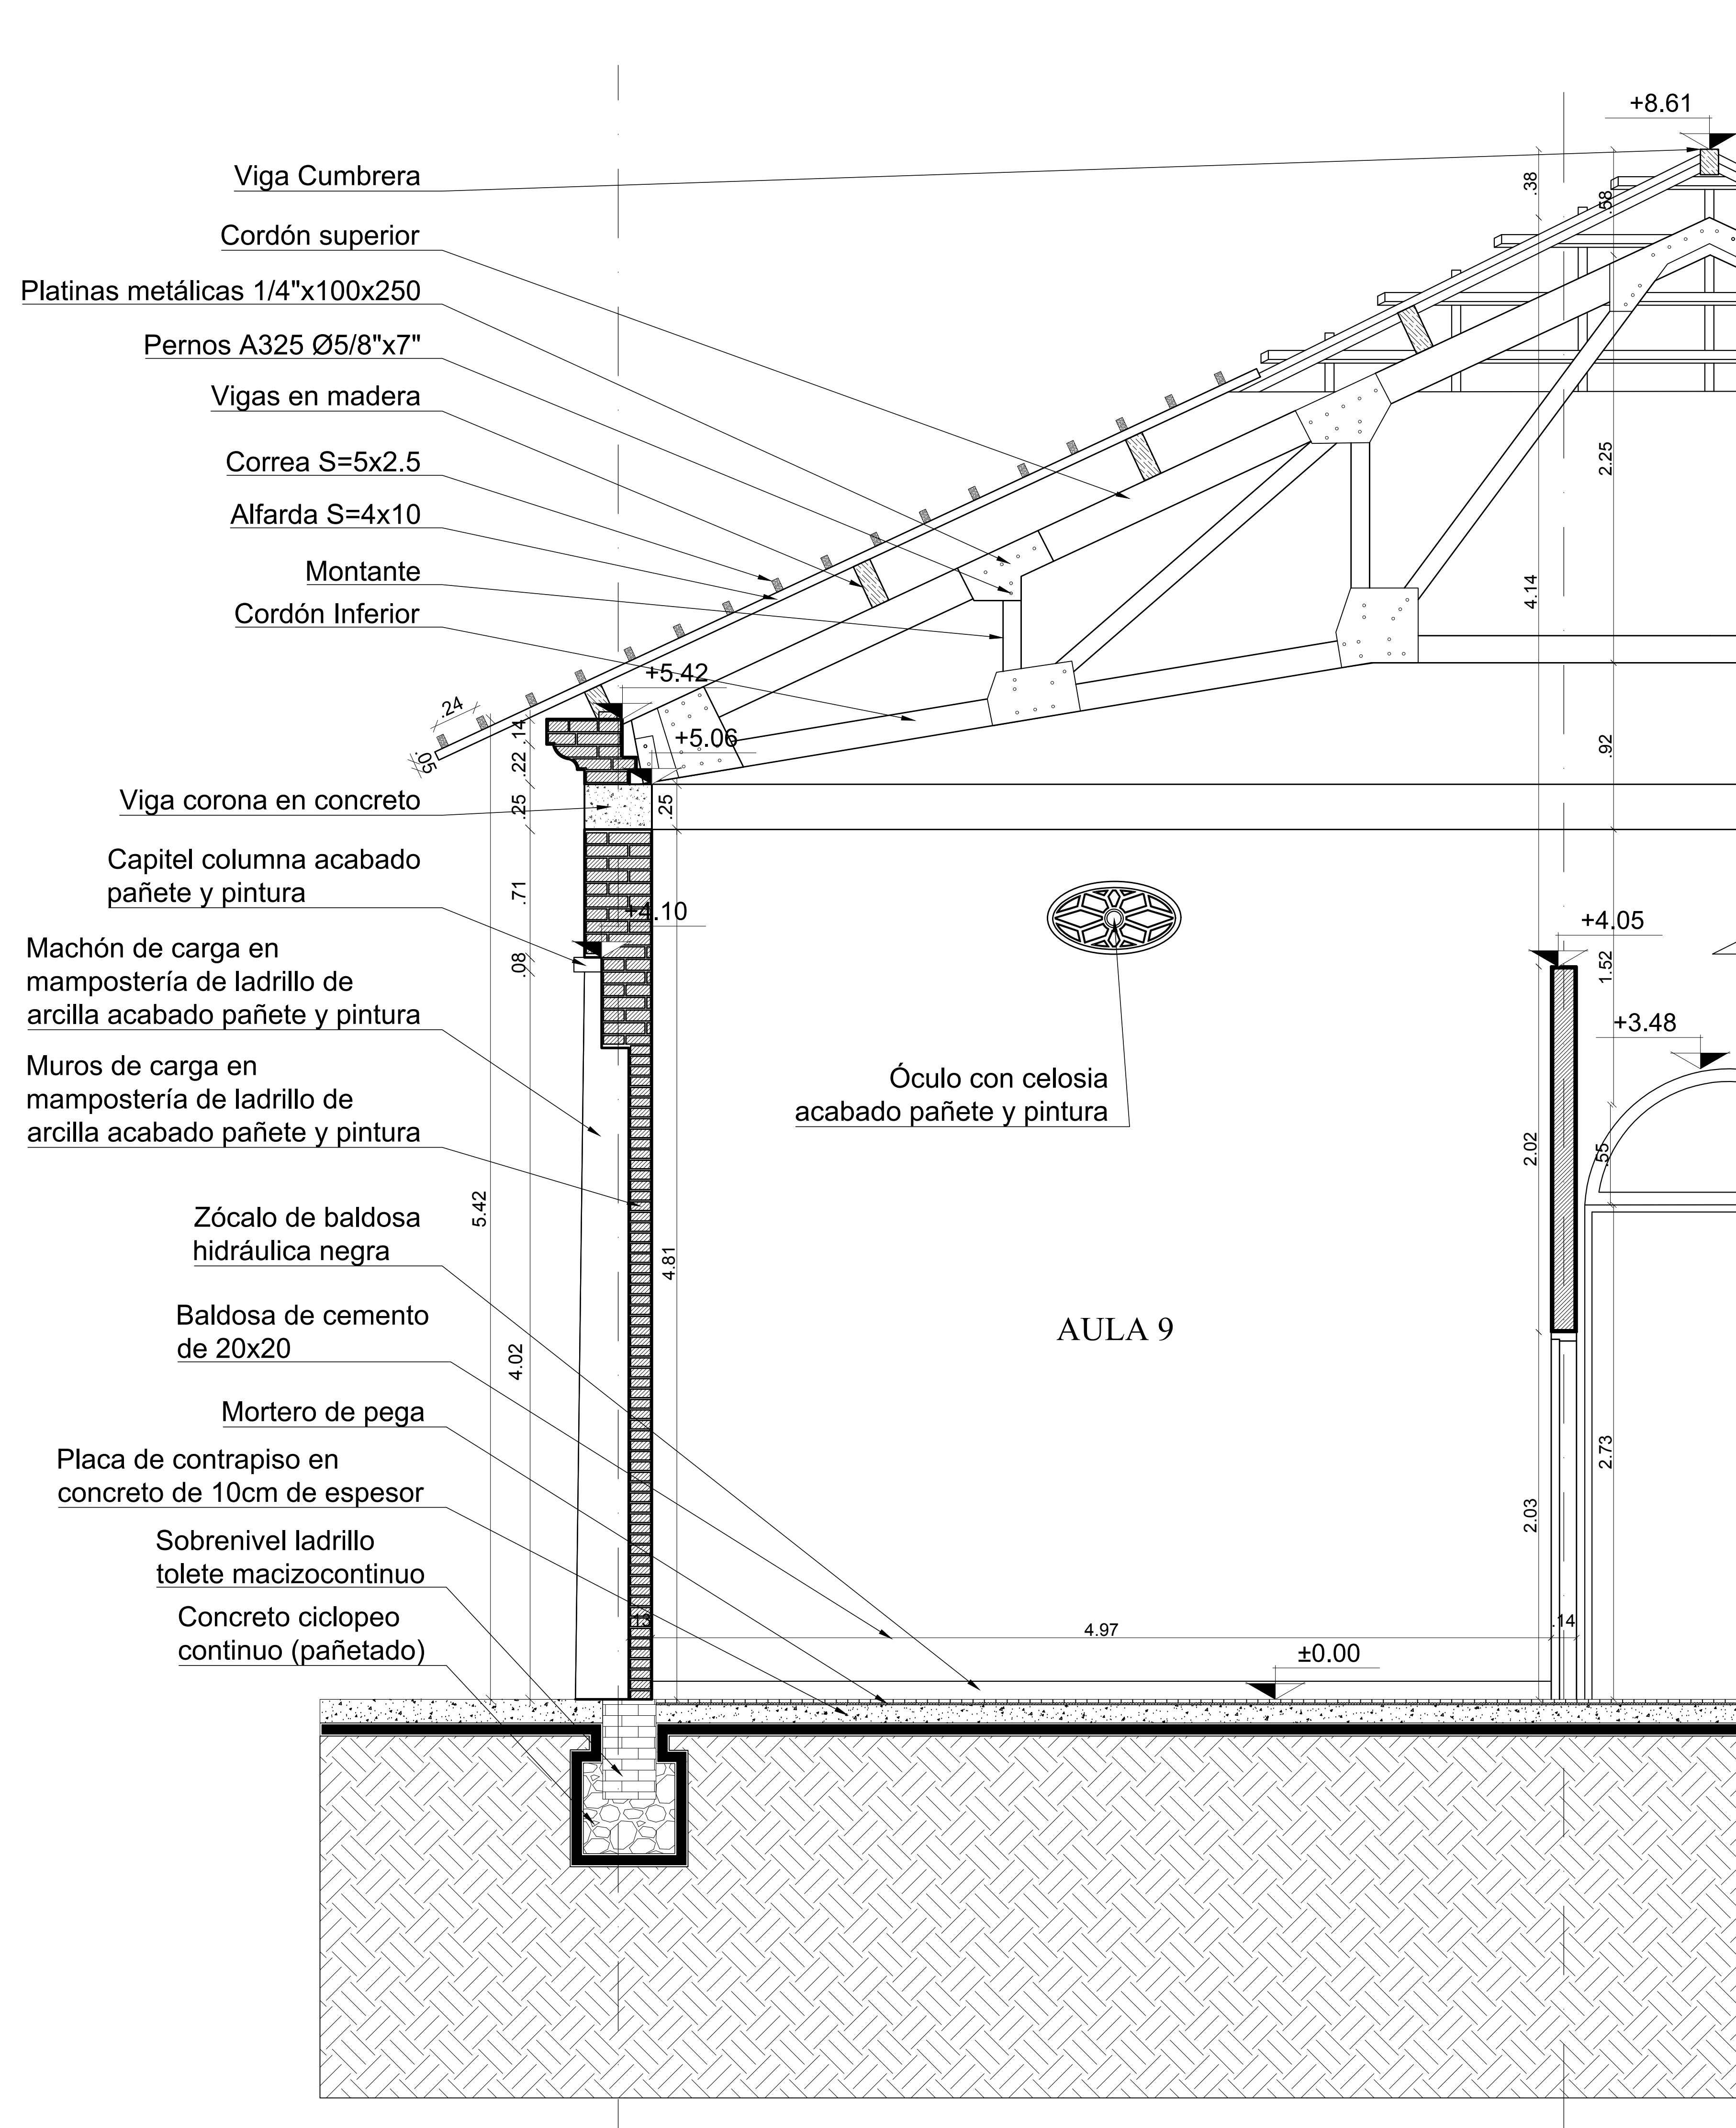 +8.61
Viga Cumbrera
.38
.58
Cordón superior
Platinas metálicas 1/4"x100x250
Pernos A325 Ø5/8"x7"
Vigas en madera
Correa S=5x2.5
2.25
Alfarda S=4x10
Montante
4.14
Cordón Inferior
+5.42
.24
.14
+5.06
.92
.05
.22
Viga corona en concreto
.25
.25
Capitel columna acabado
pañete y pintura
.71
+4.10
+4.05
Machón de carga en
mampostería de ladrillo de
arcilla acabado pañete y pintura
.08
1.52
+3.48
Muros de carga en
mampostería de ladrillo de
arcilla acabado pañete y pintura
Óculo con celosia
acabado pañete y pintura
2.02
.55
Zócalo de baldosa
hidráulica negra
5.42
4.81
Baldosa de cemento
de 20x20
4.02
AULA 9
Mortero de pega
2.73
Placa de contrapiso en
concreto de 10cm de espesor
2.03
Sobrenivel ladrillo
tolete macizocontinuo
Concreto ciclopeo
continuo (pañetado)
.13
4.97
.14
±0.00